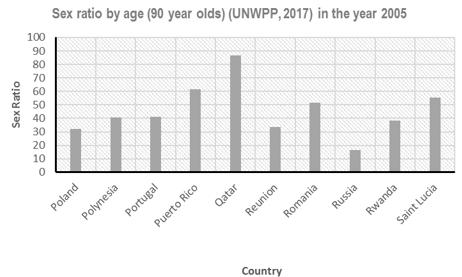 Sex ratio by age (90 year olds) (UNWPP, 2017) in the year 2005
Sex Ratio
100
90
80
70
60
50
40
30
20
10
0
Poland
Polynesia
Portugal
Puerto Rico
Qatar
Reunion
Romania
Russia
Rwanda
Saint Lucia
Country